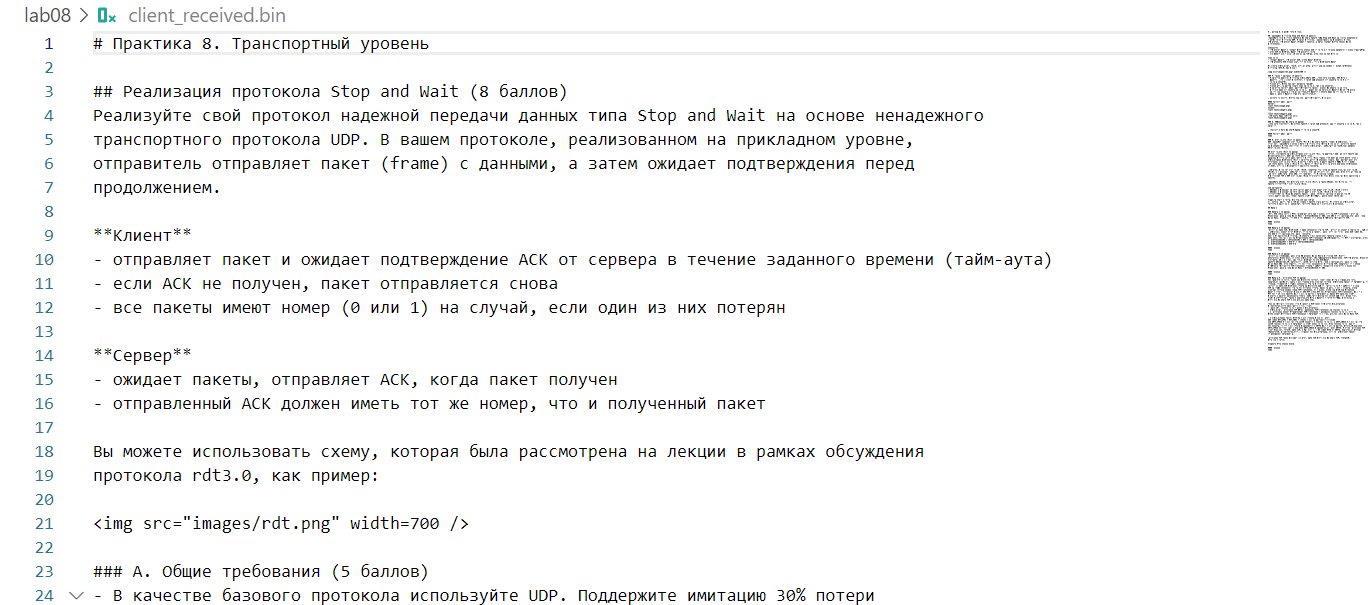 lab08 > client_received.bin
1 # Практика 8. Транспортный уровень
2
3 ## Реализация протокола Stop and Wait (8 баллов)
4 Реализуйте свой протокол надежной передачи данных типа Stop and Wait на основе ненадежного
5 транспортного протокола UDP. В вашем протоколе, реализованном на прикладном уровне,
6 отправитель отправляет пакет (frame) с данными, а затем ожидает подтверждения перед
7 продолжением.
8
9 **Клиент**
10 - отправляет пакет и ожидает подтверждение ACK от сервера в течение заданного времени (тайм-аута)
11 - если ACK не получен, пакет отправляется снова
12 - все пакеты имеют номер (0 или 1) на случай, если один из них потерян
13
14 **Сервер**
15 - ожидает пакеты, отправляет ACK, когда пакет получен
16 - отправленный ACK должен иметь тот же номер, что и полученный пакет
17
18 Вы можете использовать схему, которая была рассмотрена на лекции в рамках обсуждения
19 протокола rdt3.0, как пример:
20
21 <img src="images/rdt.png" width=700 />
22
23 ### А. Общие требования (5 баллов)
24 - В качестве базового протокола используйте UDP. Поддержите имитацию 30% потери